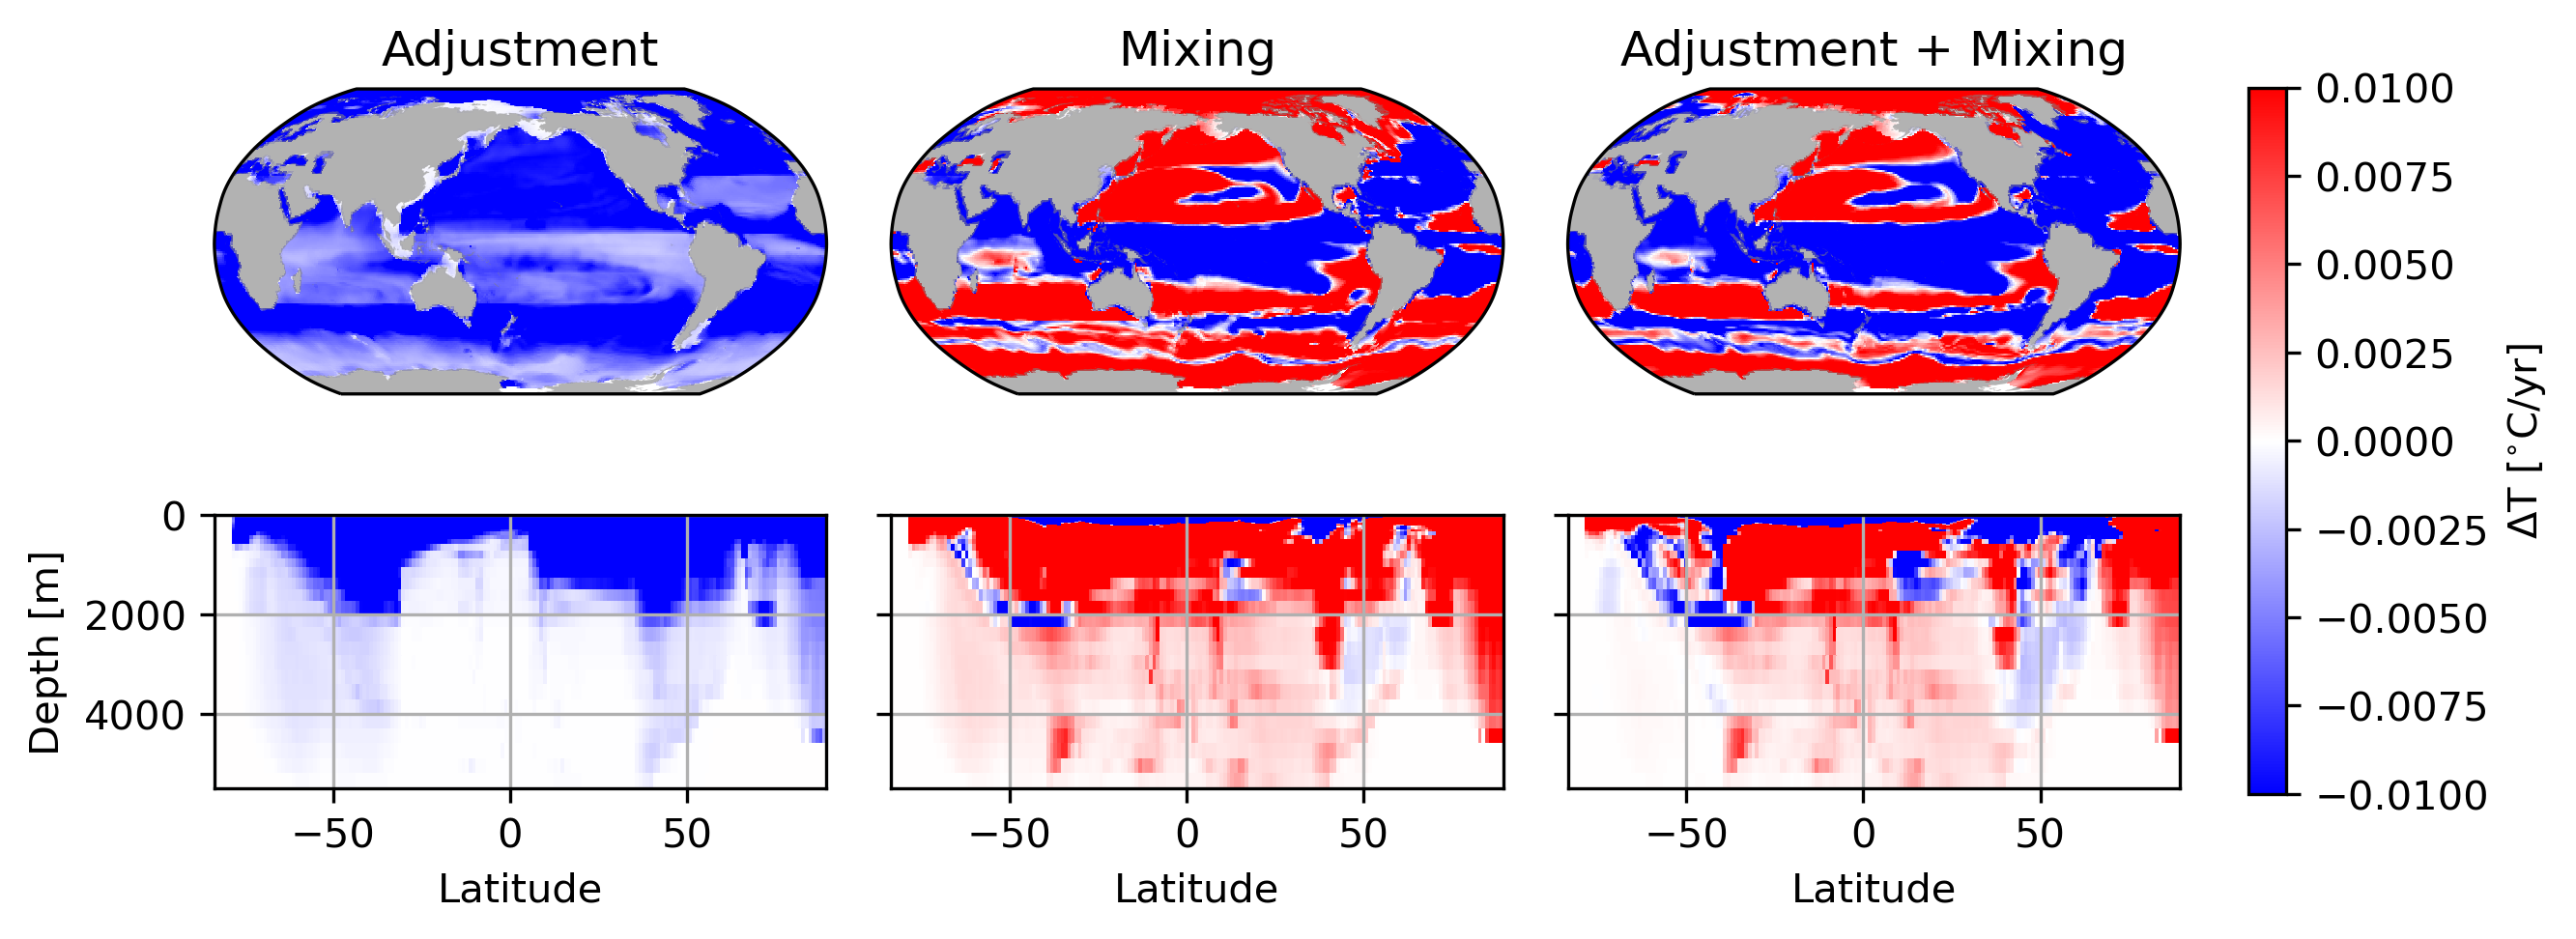 Adjustment
Mixing
Adjustment + Mixing
0.0100
0.0075
0.0050
0.0025
0.0000
−0.0025
−0.0050
−0.0075
−0.0100
ΔT [°C/yr]
0
2000
4000
Depth [m]
−50 0 50
−50 0 50
−50 0 50
Latitude
Latitude
Latitude